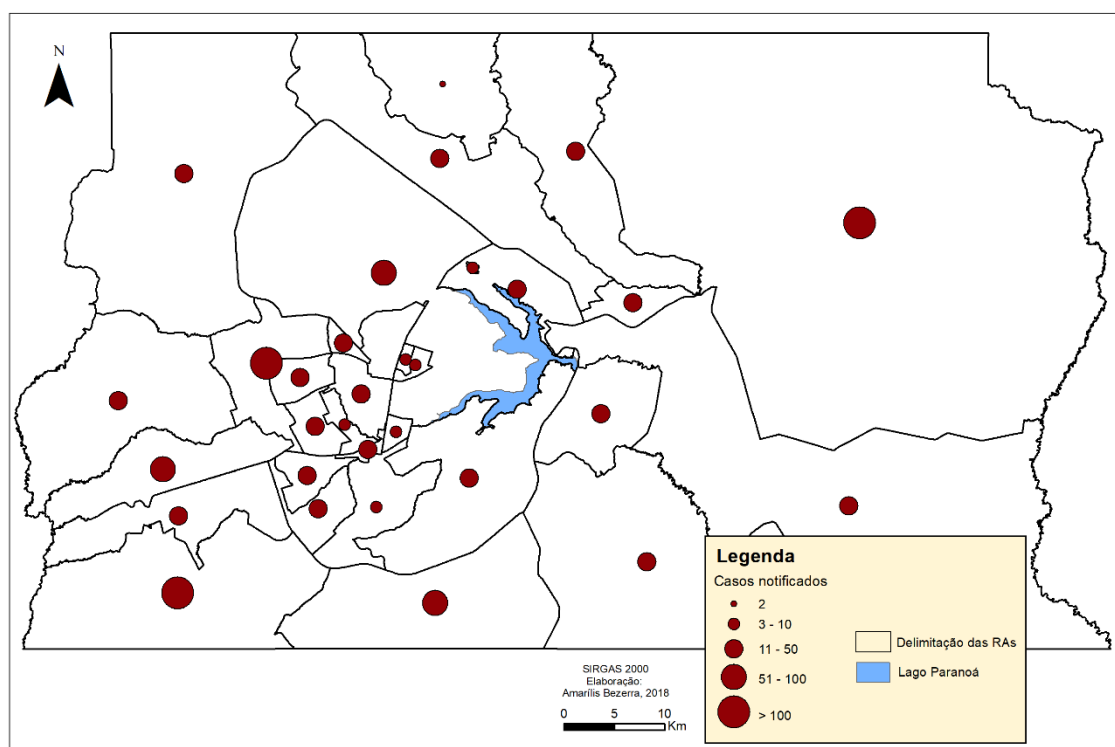 N
Legenda
Casos notificados
2
3 - 10
11 - 50
51 - 100
> 100
Delimitação das RAs
Lago Paranoá
SIRGAS 2000
Elaboração:
Amarílis Bezerra, 2018
0 5 10
Km